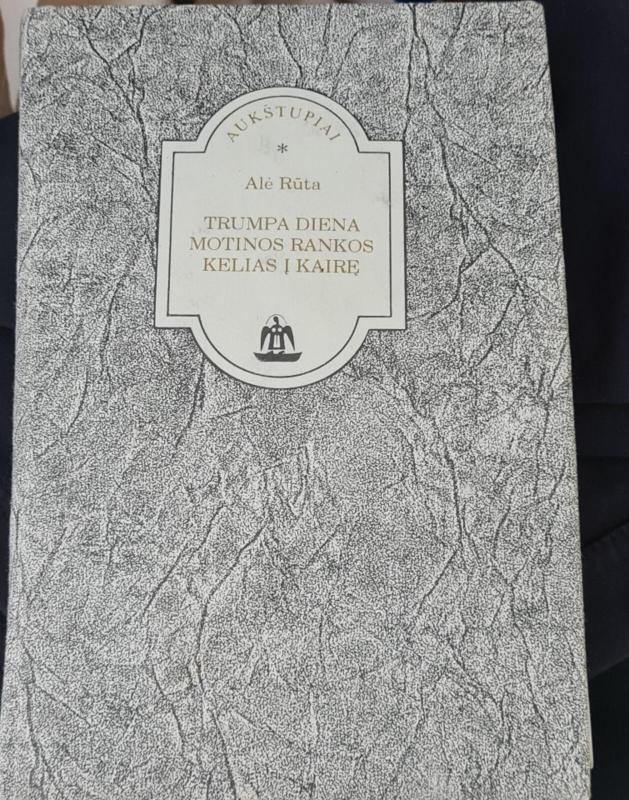 AUKŠTUPIAI
*
Alė Rūta
TRUMPA DIENA
MOTINOS RANKOS
KELIAS Į KAIRĘ